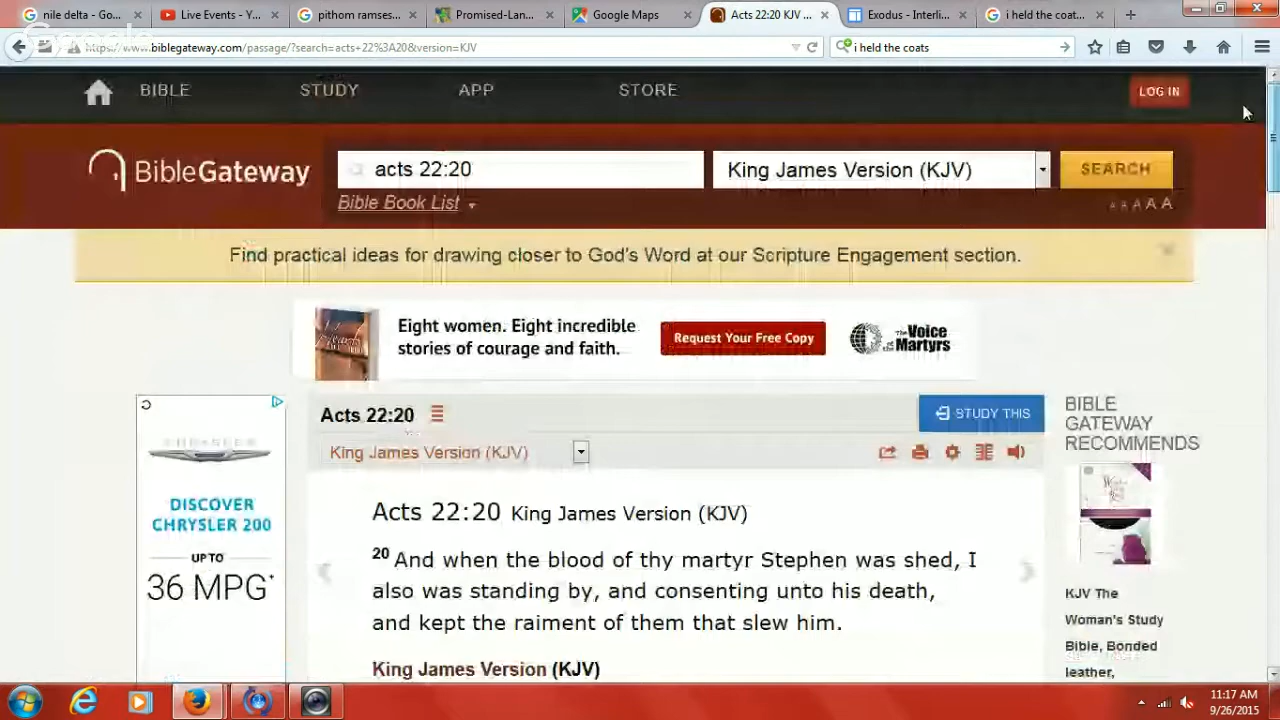 nile delta - Go...
Live Events - Y...
pithom ramses...
Promised-Lan...
Google Maps
Acts 22:20 KJV ...
Exodus - Interli...
i held the coat...
Google
https://www.biblegateway.com/passage/?search=acts+22%3A20&version=KJV
i held the coats
BIBLE
STUDY
APP
STORE
LOG IN
BibleGateway
acts 22:20
King James Version (KJV)
SEARCH
Bible Book List
A A A A A
Find practical ideas for drawing closer to God's Word at our Scripture Engagement section.
Eight women. Eight incredible
stories of courage and faith.
Request Your Free Copy
The Voice
of the Martyrs
Acts 22:20
STUDY THIS
King James Version (KJV)
BIBLE
GATEWAY
RECOMMENDS
CHRYSLER
DISCOVER
CHRYSLER 200
UP TO
36 MPG*
Acts 22:20 King James Version (KJV)
20 And when the blood of thy martyr Stephen was shed, I
also was standing by, and consenting unto his death,
and kept the raiment of them that slew him.
King James Version (KJV)
KJV The
Woman's Study
Bible, Bonded
leather,
11:17 AM
9/26/2015